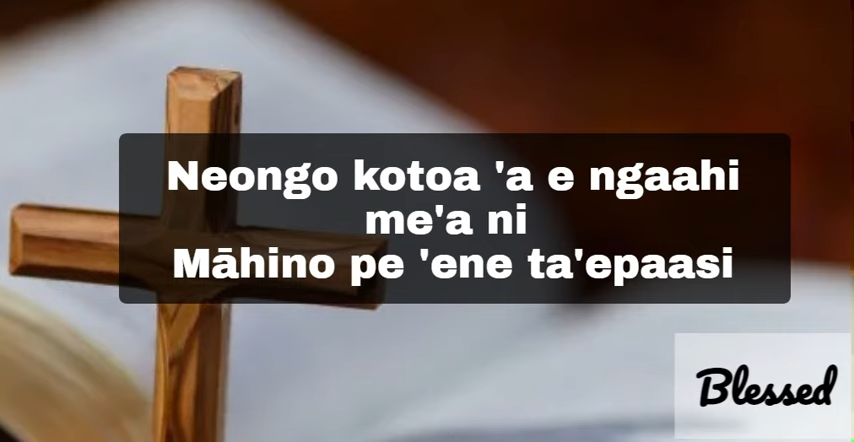 Neongo kotoa 'a e ngaahi
me'a ni
Māhino pe 'ene ta'epaasi
Blessed